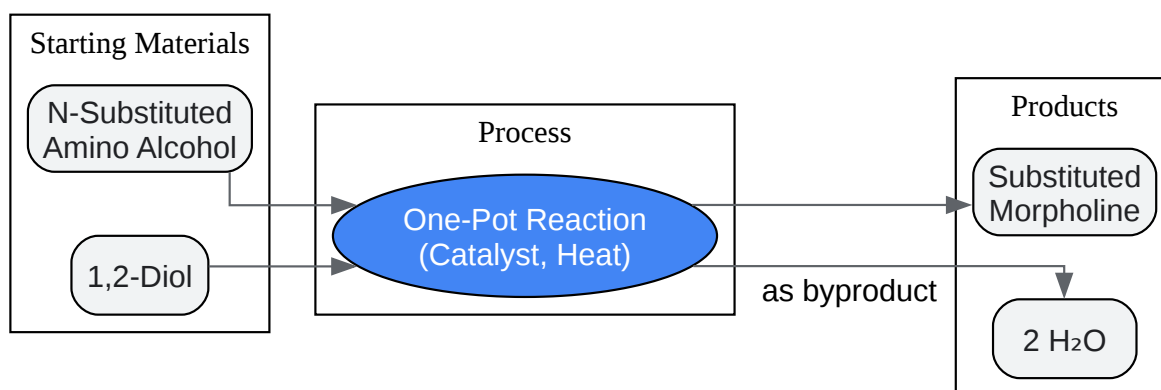 Starting Materials
N-Substituted
Amino Alcohol
1,2-Diol
Process
One-Pot Reaction
(Catalyst, Heat)
as byproduct
Products
Substituted
Morpholine
2 H₂O